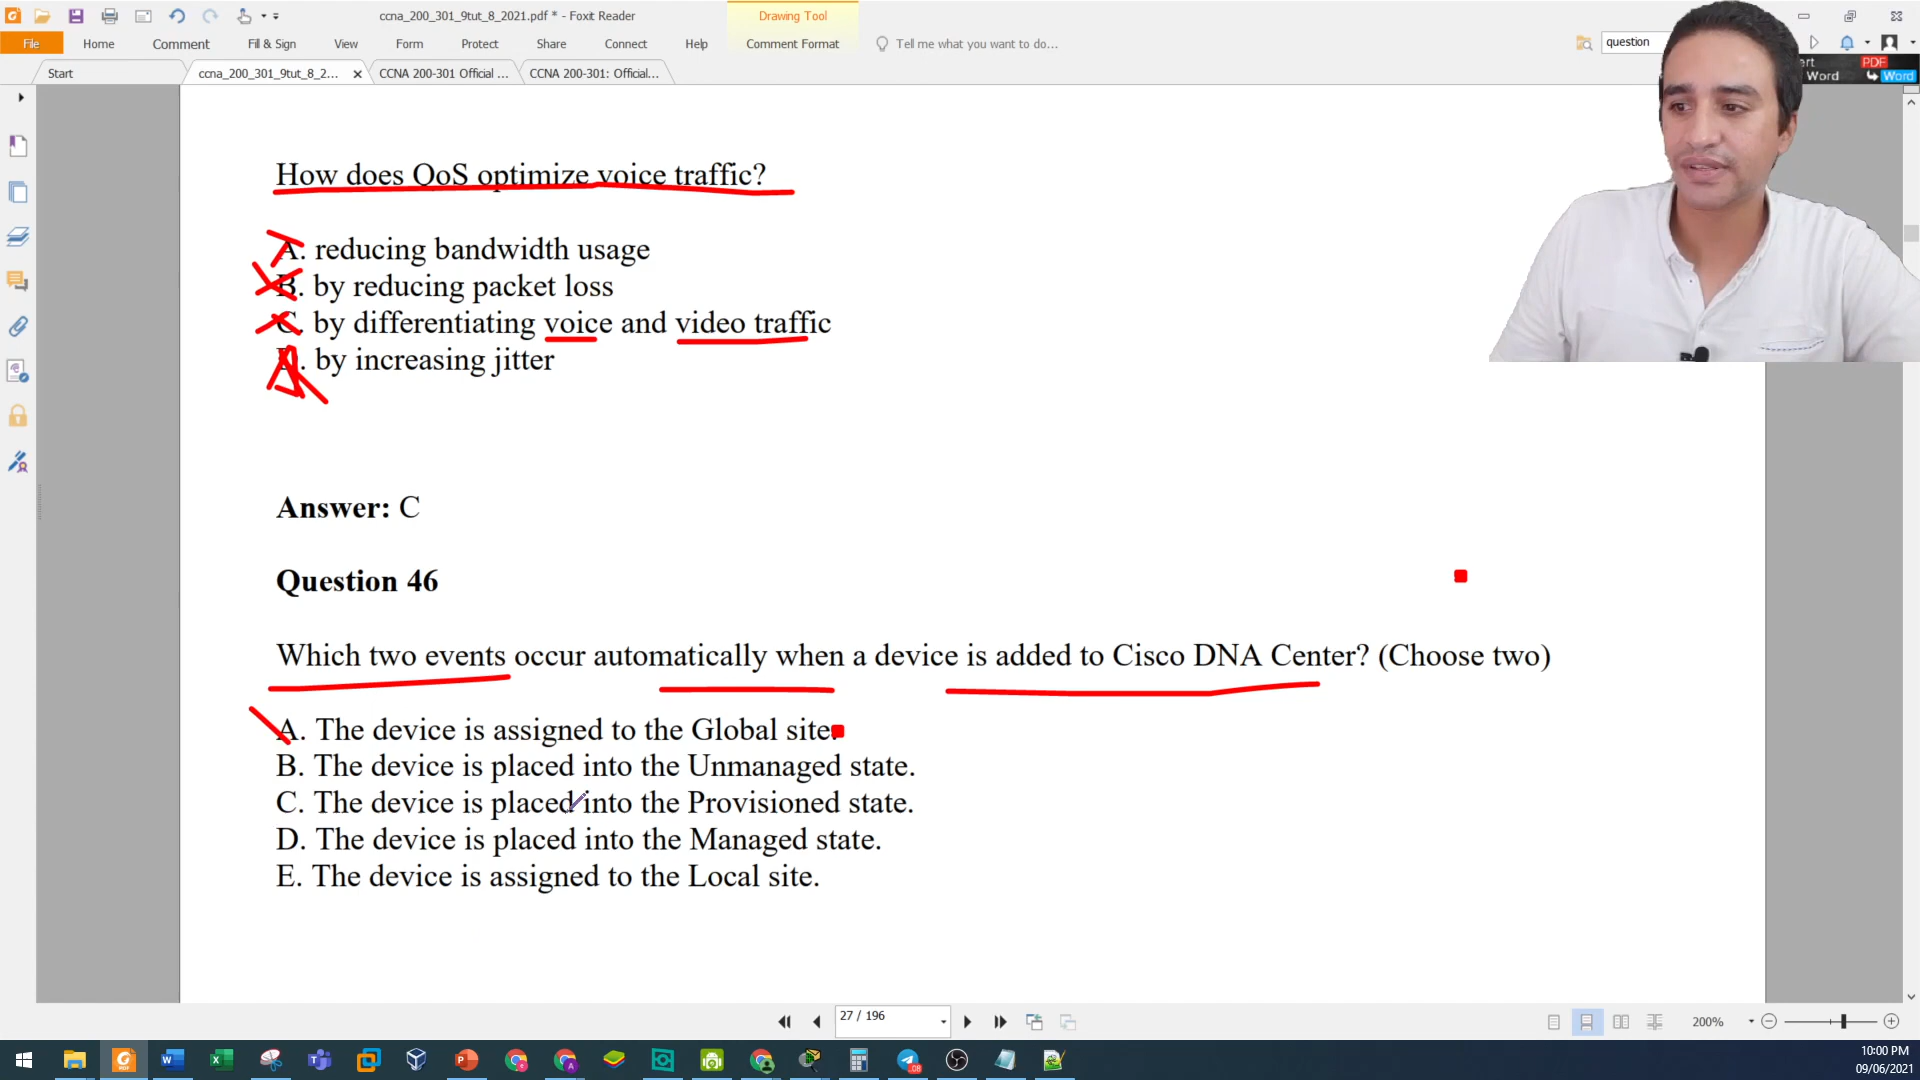 ccna_200_301_9tut_8_2021.pdf * - Foxit Reader
Drawing Tool
File
Home
Comment
Fill & Sign
View
Form
Protect
Share
Connect
Help
Comment Format
Tell me what you want to do...
question
Start
ccna_200_301_9tut_8_2...
CCNA 200-301 Official ...
CCNA 200-301: Official...
ert
Word
PDF
Word
How does QoS optimize voice traffic?
A. reducing bandwidth usage
B. by reducing packet loss
C. by differentiating voice and video traffic
D. by increasing jitter
Answer: C
Question 46
Which two events occur automatically when a device is added to Cisco DNA Center? (Choose two)
A. The device is assigned to the Global site.
B. The device is placed into the Unmanaged state.
C. The device is placed into the Provisioned state.
D. The device is placed into the Managed state.
E. The device is assigned to the Local site.
27 / 196
200%
10:00 PM
09/06/2021